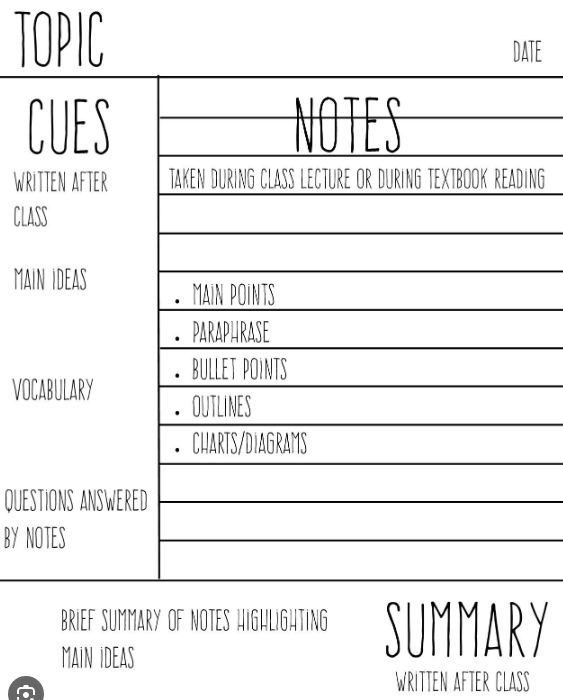 TOPIC
DATE
CUES
WRITTEN AFTER
CLASS
MAIN IDEAS
VOCABULARY
QUESTIONS ANSWERED
BY NOTES
NOTES
TAKEN DURING CLASS LECTURE OR DURING TEXTBOOK READING
• MAIN POINTS
• PARAPHRASE
• BULLET POINTS
• OUTLINES
• CHARTS/DIAGRAMS
BRIEF SUMMARY OF NOTES HIGHLIGHTING
MAIN IDEAS
SUMMARY
WRITTEN AFTER CLASS